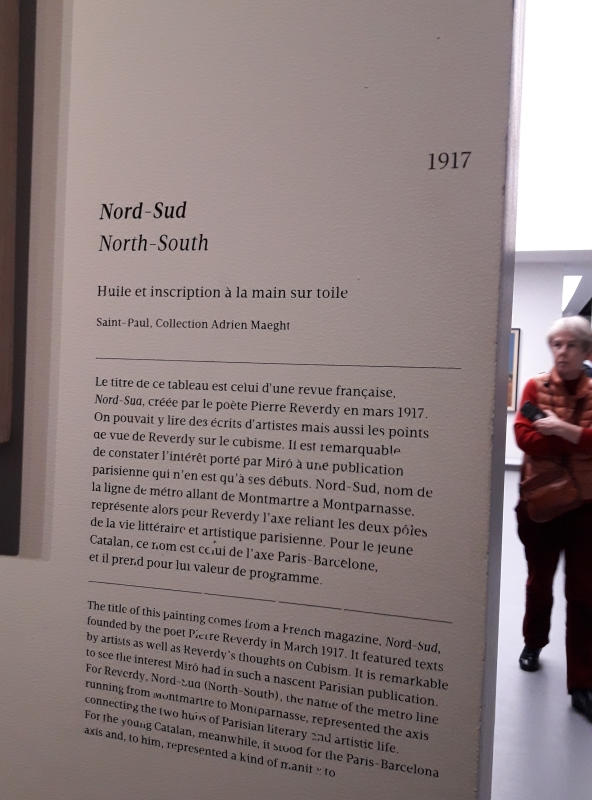 1917
Nord-Sud
North-South
Huile et inscription à la main sur toile
Saint-Paul, Collection Adrien Maeght
Le titre de ce tableau est celui d'une revue française,
Nord-Sud, créée par le poète Pierre Reverdy en mars 1917.
On pouvait y lire des écrits d'artistes mais aussi les points
de vue de Reverdy sur le cubisme. Il est remarquable
de constater l'intérêt porté par Miró à une publication
parisienne qui n'en est qu'à ses débuts. Nord-Sud, nom de
la ligne de métro allant de Montmartre a Montparnasse,
représente alors pour Reverdy l'axe reliant les deux pôles
de la vie littéraire et artistique parisienne. Pour le jeune
Catalan, ce nom est celui de l'axe Paris-Barcelone,
et il prend pour lui valeur de programme.
The title of this painting comes from a French magazine, Nord-Sud,
founded by the poet Pierre Reverdy in March 1917. It featured texts
by artists as well as Reverdy's thoughts on Cubism. It is remarkable
to see the interest Miró had in such a nascent Parisian publication.
For Reverdy, Nord-Sud (North-South), the name of the metro line
running from Montmartre to Montparnasse, represented the axis
connecting the two hubs of Parisian literary and artistic life.
For the young Catalan, meanwhile, it stood for the Paris-Barcelona
axis and, to him, represented a kind of manifesto